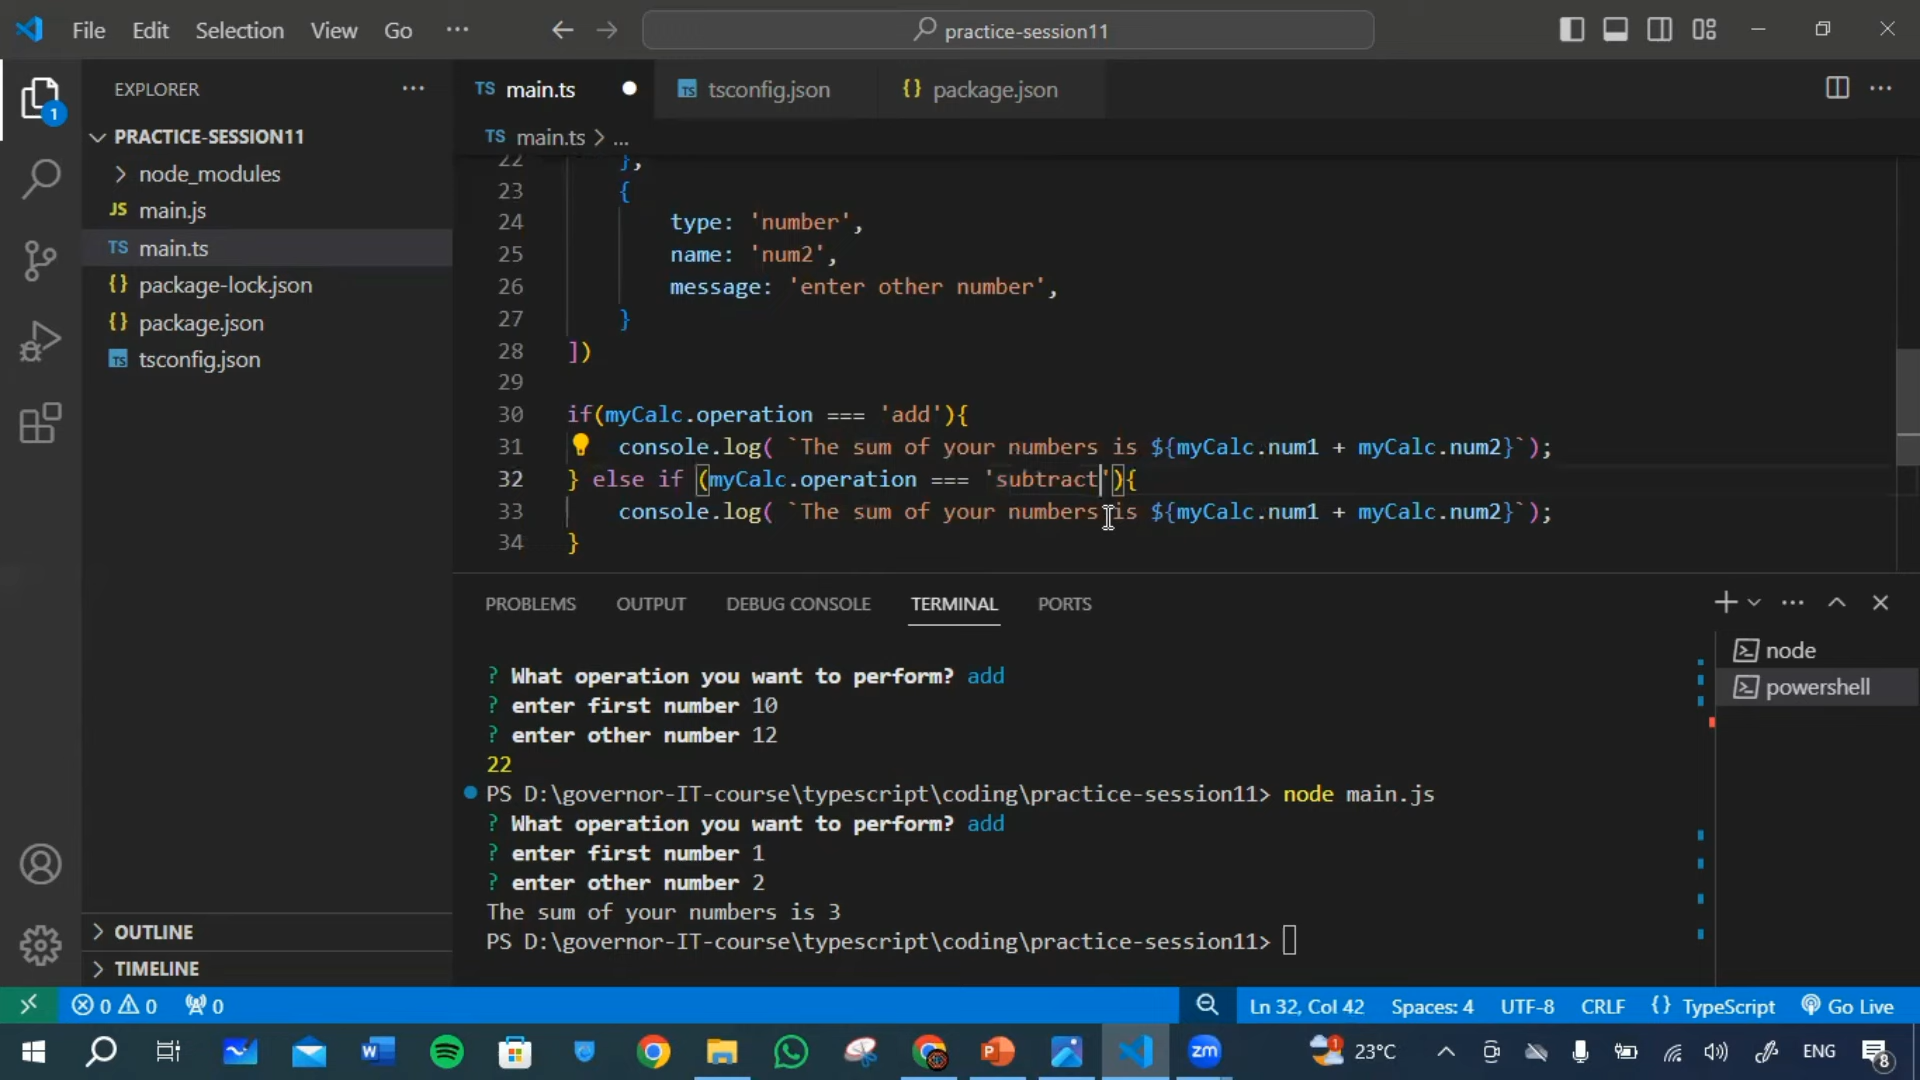 File Edit Selection View Go ··· practice-session11
EXPLORER ···
PRACTICE-SESSION11
node_modules
JS main.js
TS main.ts
{} package-lock.json
{} package.json
TS tsconfig.json
OUTLINE
TIMELINE
1
TS main.ts
TS tsconfig.json
{} package.json
···
TS main.ts > ...
22 },
23 {
24 type: 'number',
25 name: 'num2',
26 message: 'enter other number',
27 }
28 ])
29
30 if(myCalc.operation === 'add'){
31 console.log( `The sum of your numbers is ${myCalc.num1 + myCalc.num2}`);
32 } else if (myCalc.operation === 'subtract'){
33 console.log( `The sum of your numbers is ${myCalc.num1 + myCalc.num2}`);
34 }
PROBLEMS OUTPUT DEBUG CONSOLE TERMINAL PORTS
node
powershell
? What operation you want to perform? add
? enter first number 10
? enter other number 12
22
PS D:\governor-IT-course\typescript\coding\practice-session11> node main.js
? What operation you want to perform? add
? enter first number 1
? enter other number 2
The sum of your numbers is 3
PS D:\governor-IT-course\typescript\coding\practice-session11>
0 0 0 Ln 32, Col 42 Spaces: 4 UTF-8 CRLF {} TypeScript Go Live
W P zm 1 23°C ENG 8